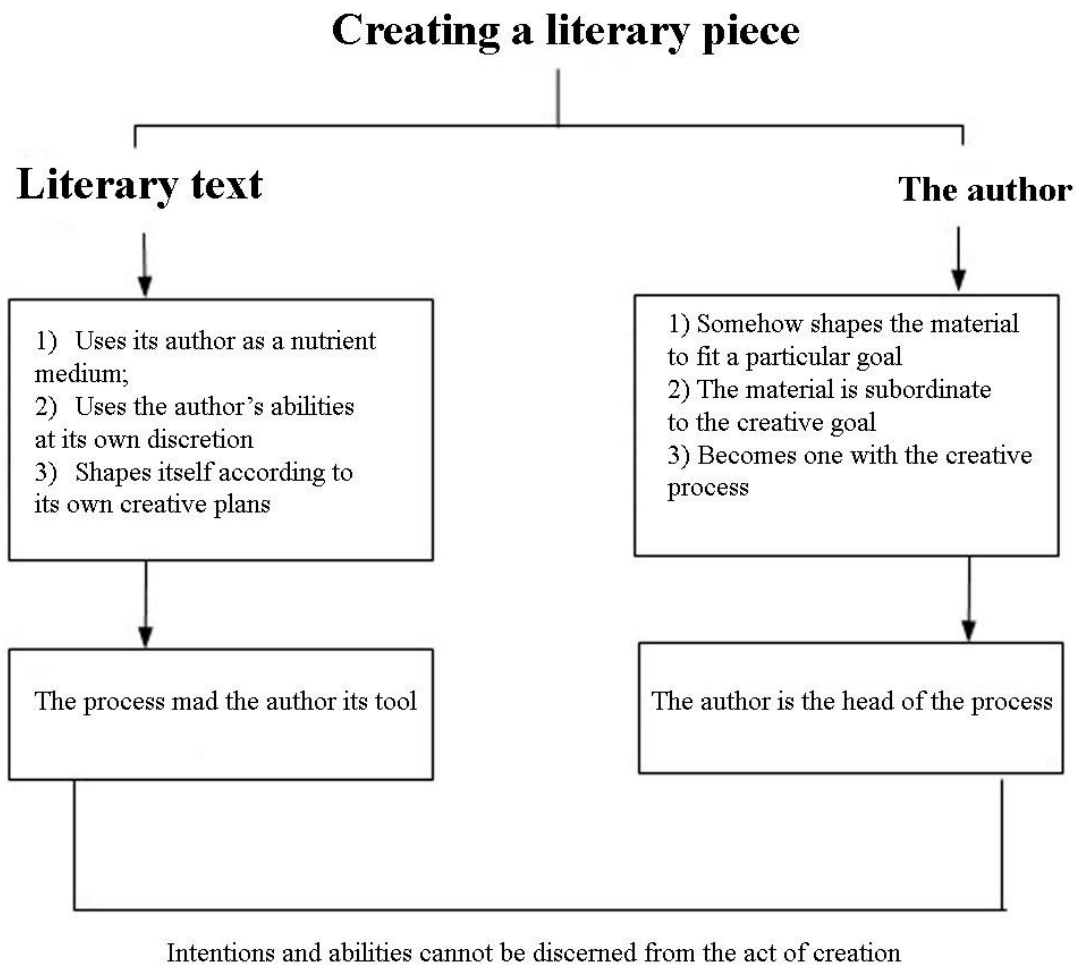 Creating a literary piece
Literary text
The author
1) Uses its author as a nutrient
medium;
2) Uses the author’s abilities
at its own discretion
3) Shapes itself according to
its own creative plans
1) Somehow shapes the material
to fit a particular goal
2) The material is subordinate
to the creative goal
3) Becomes one with the creative
process
The process mad the author its tool
The author is the head of the process
Intentions and abilities cannot be discerned from the act of creation